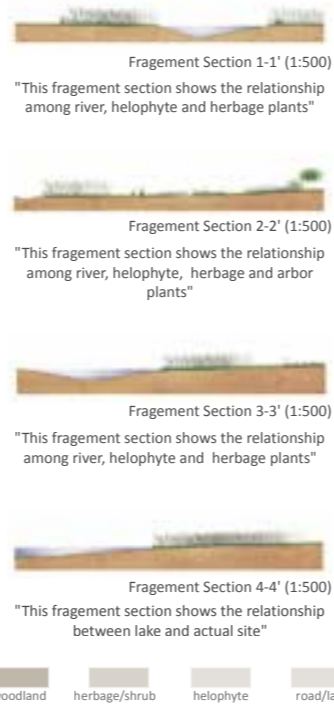 Fragement Section 1-1' (1:500)
"This fragement section shows the relationship
among river, helophyte and herbage plants"
Fragement Section 2-2' (1:500)
"This fragement section shows the relationship
among river, helophyte, herbage and arbor
plants"
Fragement Section 3-3' (1:500)
"This fragement section shows the relationship
among river, helophyte and herbage plants"
Fragement Section 4-4' (1:500)
"This fragement section shows the relationship
between lake and actual site"
oodland herbage/shrub helophyte road/la